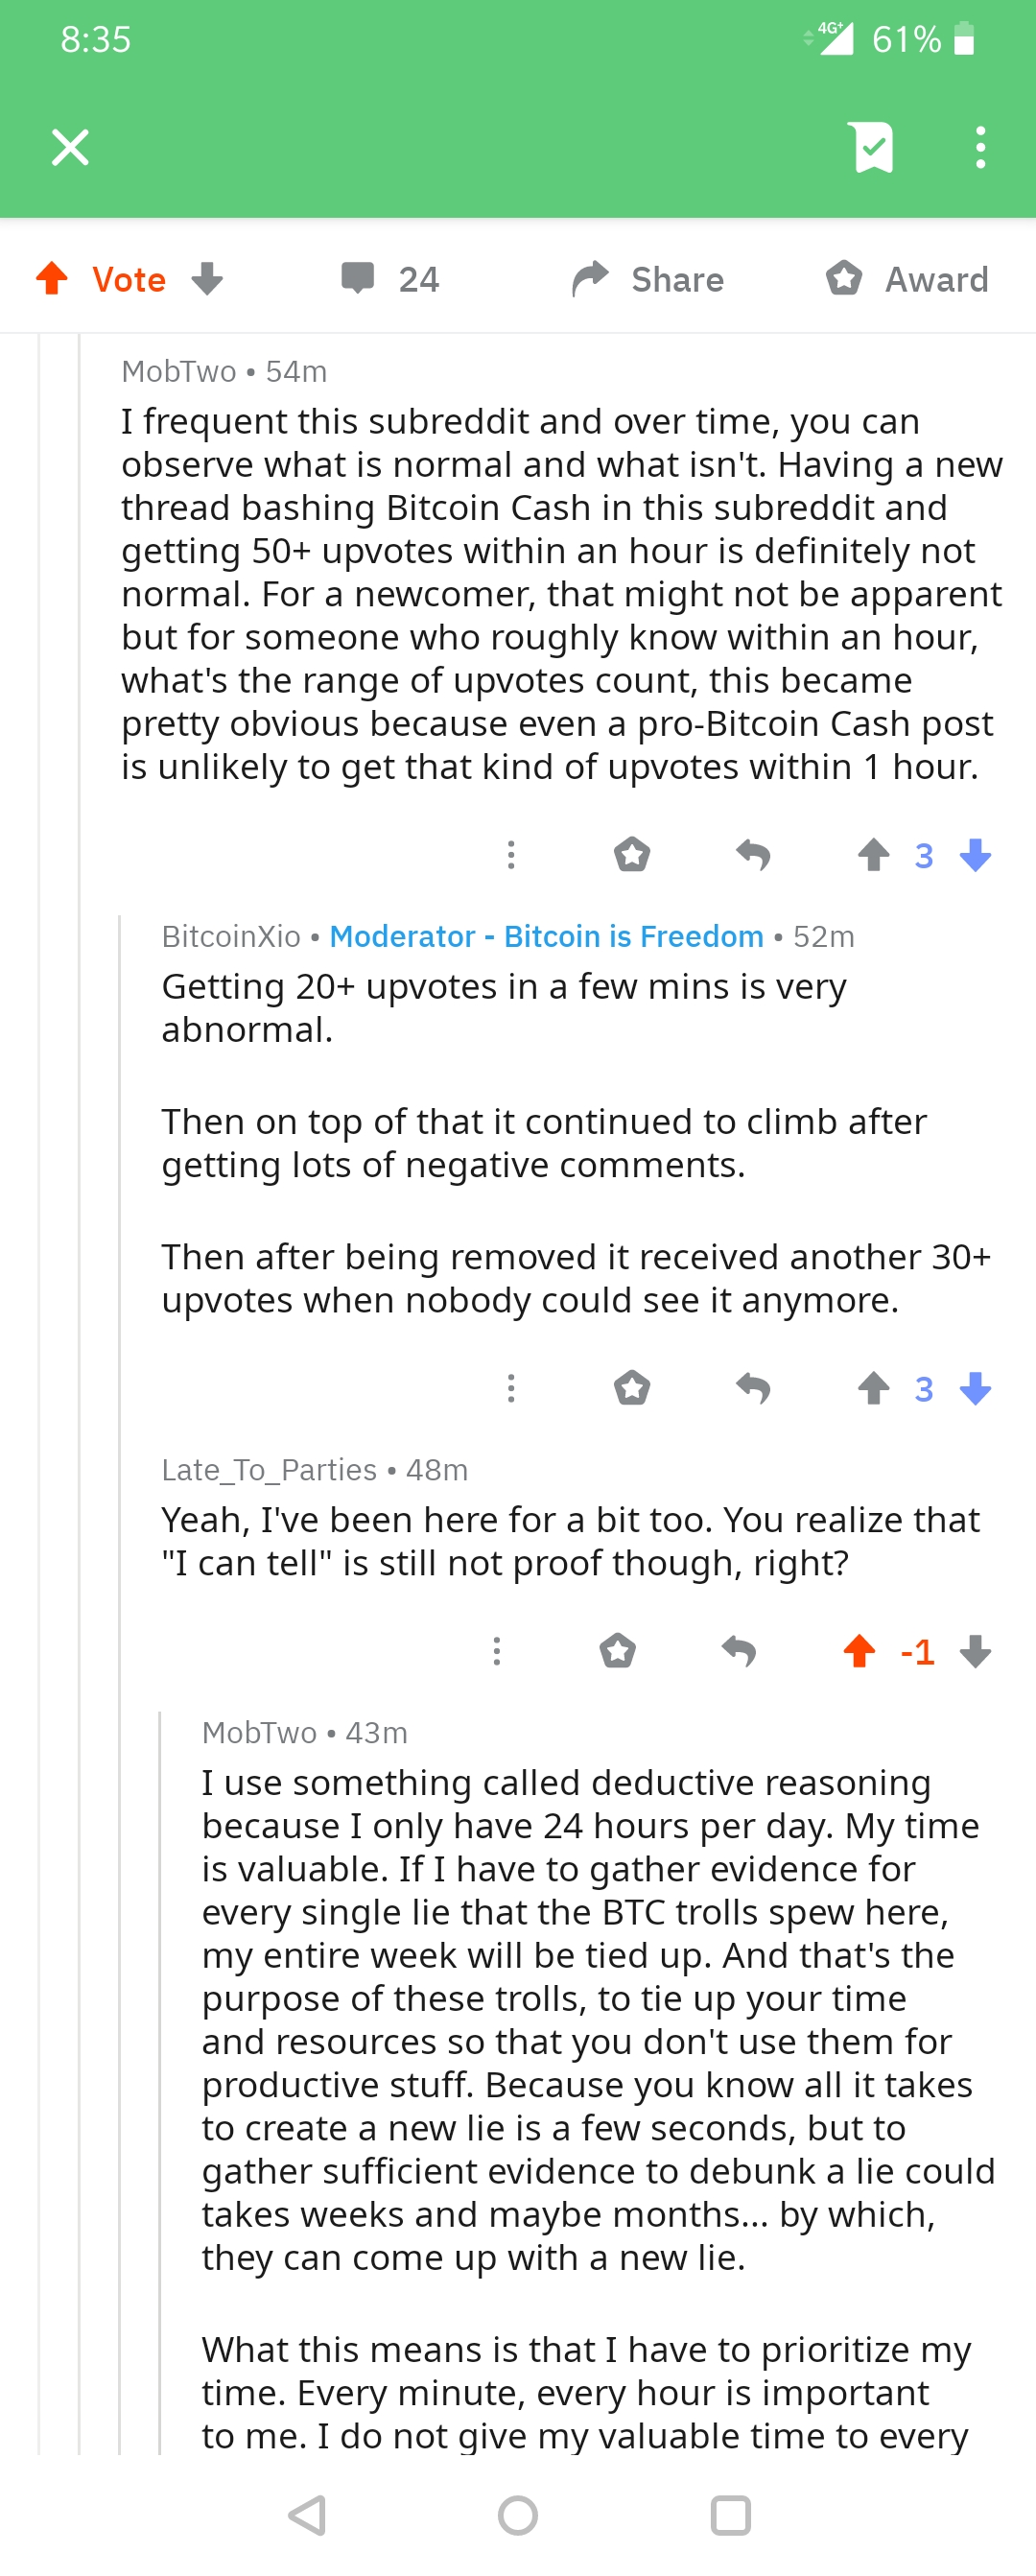 8:35
4G+ 61%
Vote 24 Share Award
MobTwo • 54m
I frequent this subreddit and over time, you can
observe what is normal and what isn't. Having a new
thread bashing Bitcoin Cash in this subreddit and
getting 50+ upvotes within an hour is definitely not
normal. For a newcomer, that might not be apparent
but for someone who roughly know within an hour,
what's the range of upvotes count, this became
pretty obvious because even a pro-Bitcoin Cash post
is unlikely to get that kind of upvotes within 1 hour.
3
BitcoinXio • Moderator - Bitcoin is Freedom • 52m
Getting 20+ upvotes in a few mins is very
abnormal.
Then on top of that it continued to climb after
getting lots of negative comments.
Then after being removed it received another 30+
upvotes when nobody could see it anymore.
3
Late_To_Parties • 48m
Yeah, I've been here for a bit too. You realize that
"I can tell" is still not proof though, right?
-1
MobTwo • 43m
I use something called deductive reasoning
because I only have 24 hours per day. My time
is valuable. If I have to gather evidence for
every single lie that the BTC trolls spew here,
my entire week will be tied up. And that's the
purpose of these trolls, to tie up your time
and resources so that you don't use them for
productive stuff. Because you know all it takes
to create a new lie is a few seconds, but to
gather sufficient evidence to debunk a lie could
takes weeks and maybe months... by which,
they can come up with a new lie.
What this means is that I have to prioritize my
time. Every minute, every hour is important
to me. I do not give my valuable time to every